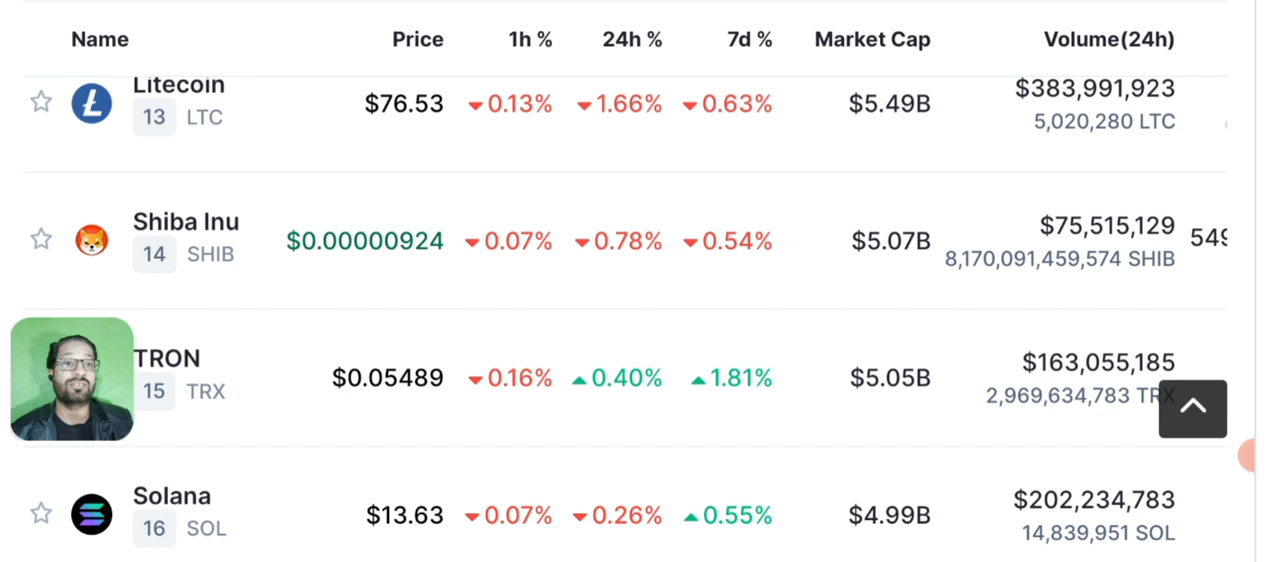 Name Price 1h % 24h % 7d % Market Cap Volume(24h)
Litecoin
$76.53 0.13% 1.66% 0.63% $5.49B $383,991,923
13 LTC
5,020,280 LTC
Shiba Inu
$0.00000924 0.07% 0.78% 0.54% $5.07B $75,515,129
14 SHIB
8,170,091,459,574 SHIB
549
TRON
$0.05489 0.16% 0.40% 1.81% $5.05B $163,055,185
15 TRX
2,969,634,783 TRX
Solana
$13.63 0.07% 0.26% 0.55% $4.99B $202,234,783
16 SOL
14,839,951 SOL